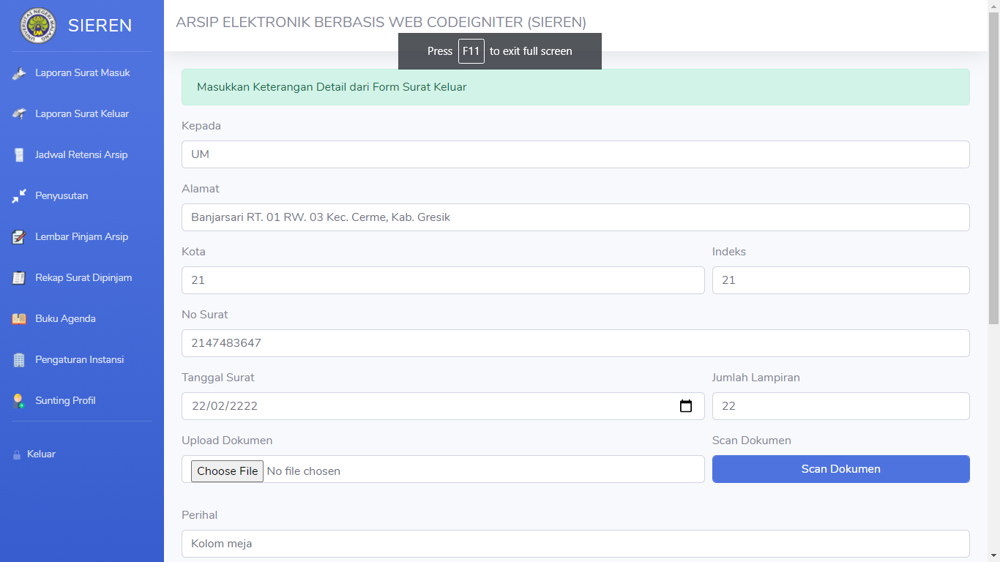 UNIVERSITAS NEGERI MALANG
SIEREN
Laporan Surat Masuk
Laporan Surat Keluar
Jadwal Retensi Arsip
Penyusutan
Lembar Pinjam Arsip
Rekap Surat Dipinjam
Buku Agenda
Pengaturan Instansi
Sunting Profil
Keluar
ARSIP ELEKTRONIK BERBASIS WEB CODEIGNITER (SIEREN)
Press F11 to exit full screen
Masukkan Keterangan Detail dari Form Surat Keluar
Kepada
UM
Alamat
Banjarsari RT. 01 RW. 03 Kec. Cerme, Kab. Gresik
Kota Indeks
21 21
No Surat
2147483647
Tanggal Surat Jumlah Lampiran
22/02/2222 22
Upload Dokumen Scan Dokumen
Choose File No file chosen Scan Dokumen
Perihal
Kolom meja